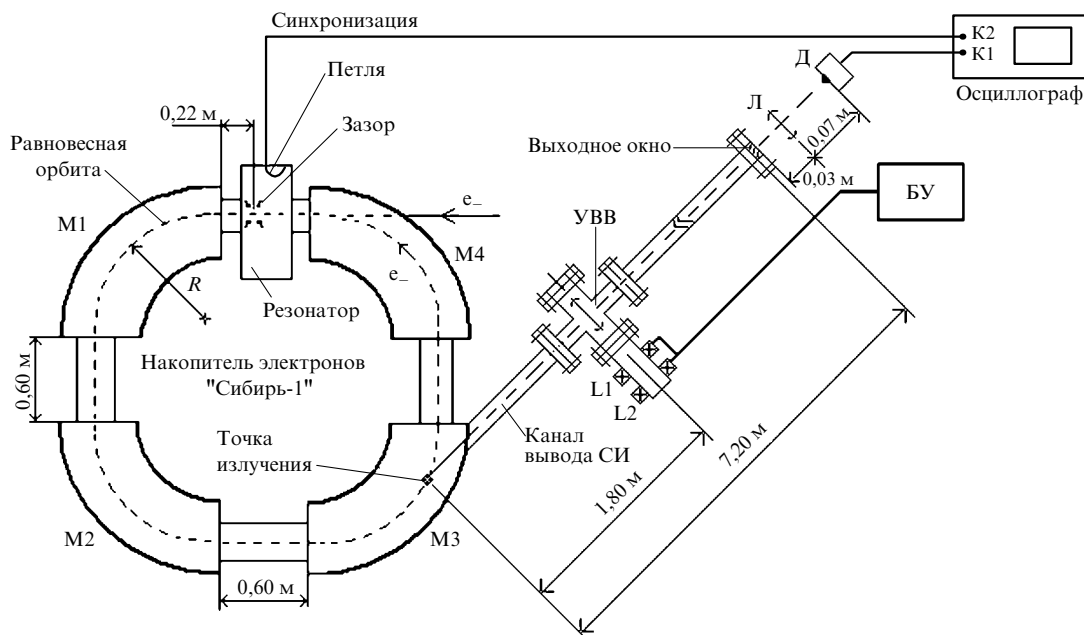 Синхронизация
К2
К1
Осциллограф
Петля
Д
0,22 м
Зазор
Л
0,07 м
Равновесная
орбита
Выходное окно
0,03 м
БУ
М1
e–
УВВ
М4
e–
R
Резонатор
Накопитель электронов
"Сибирь-1"
0,60 м
L1
L2
Точка
излучения
Канал
вывода СИ
7,20 м
1,80 м
М2
М3
0,60 м